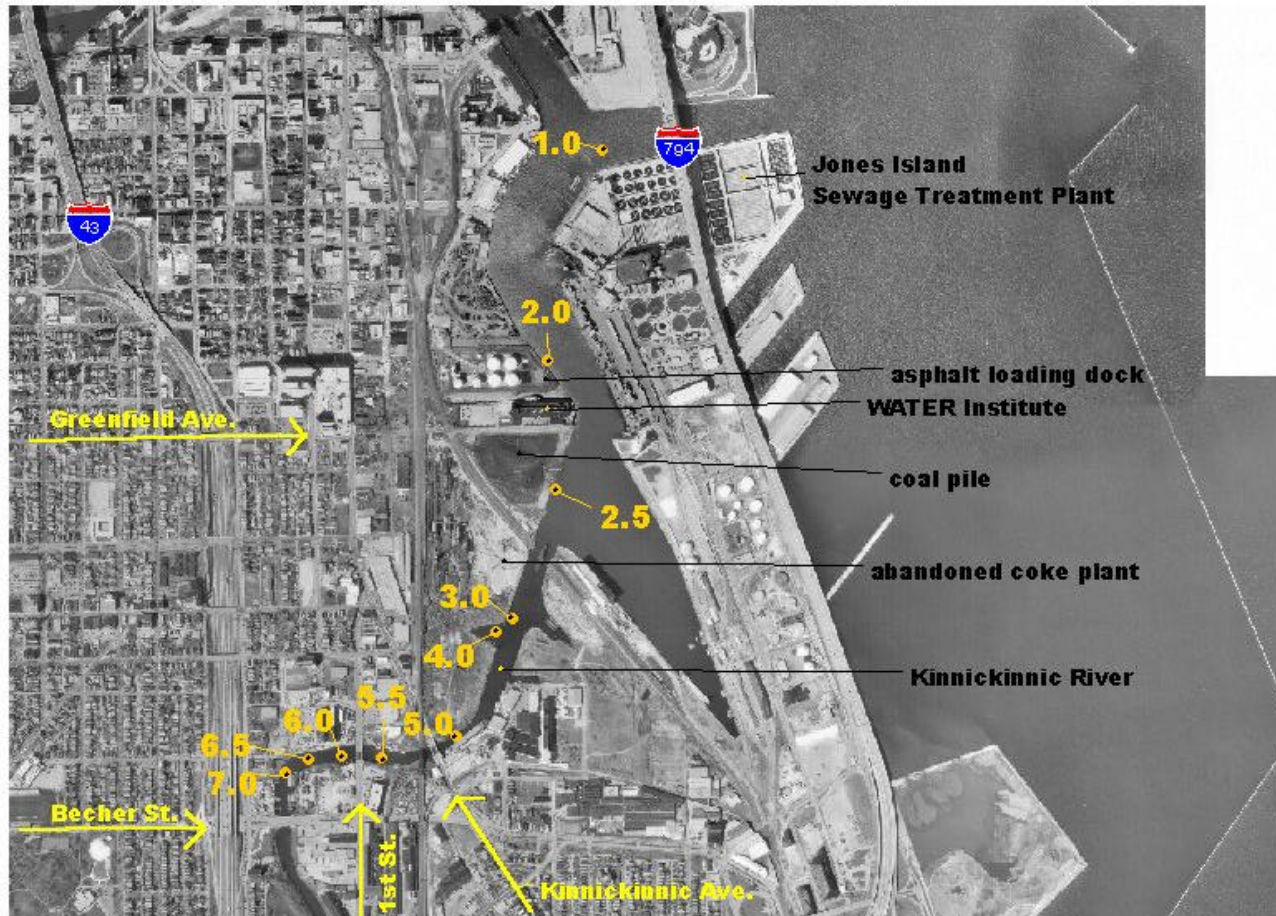 1.0
794
Jones Island
Sewage Treatment Plant
43
2.0
asphalt loading dock
WATER Institute
Greenfield Ave.
coal pile
2.5
abandoned coke plant
3.0
4.0
Kinnickinnic River
5.5
6.0
5.0
6.5
7.0
Becher St.
1st St.
Kinnickinnic Ave.